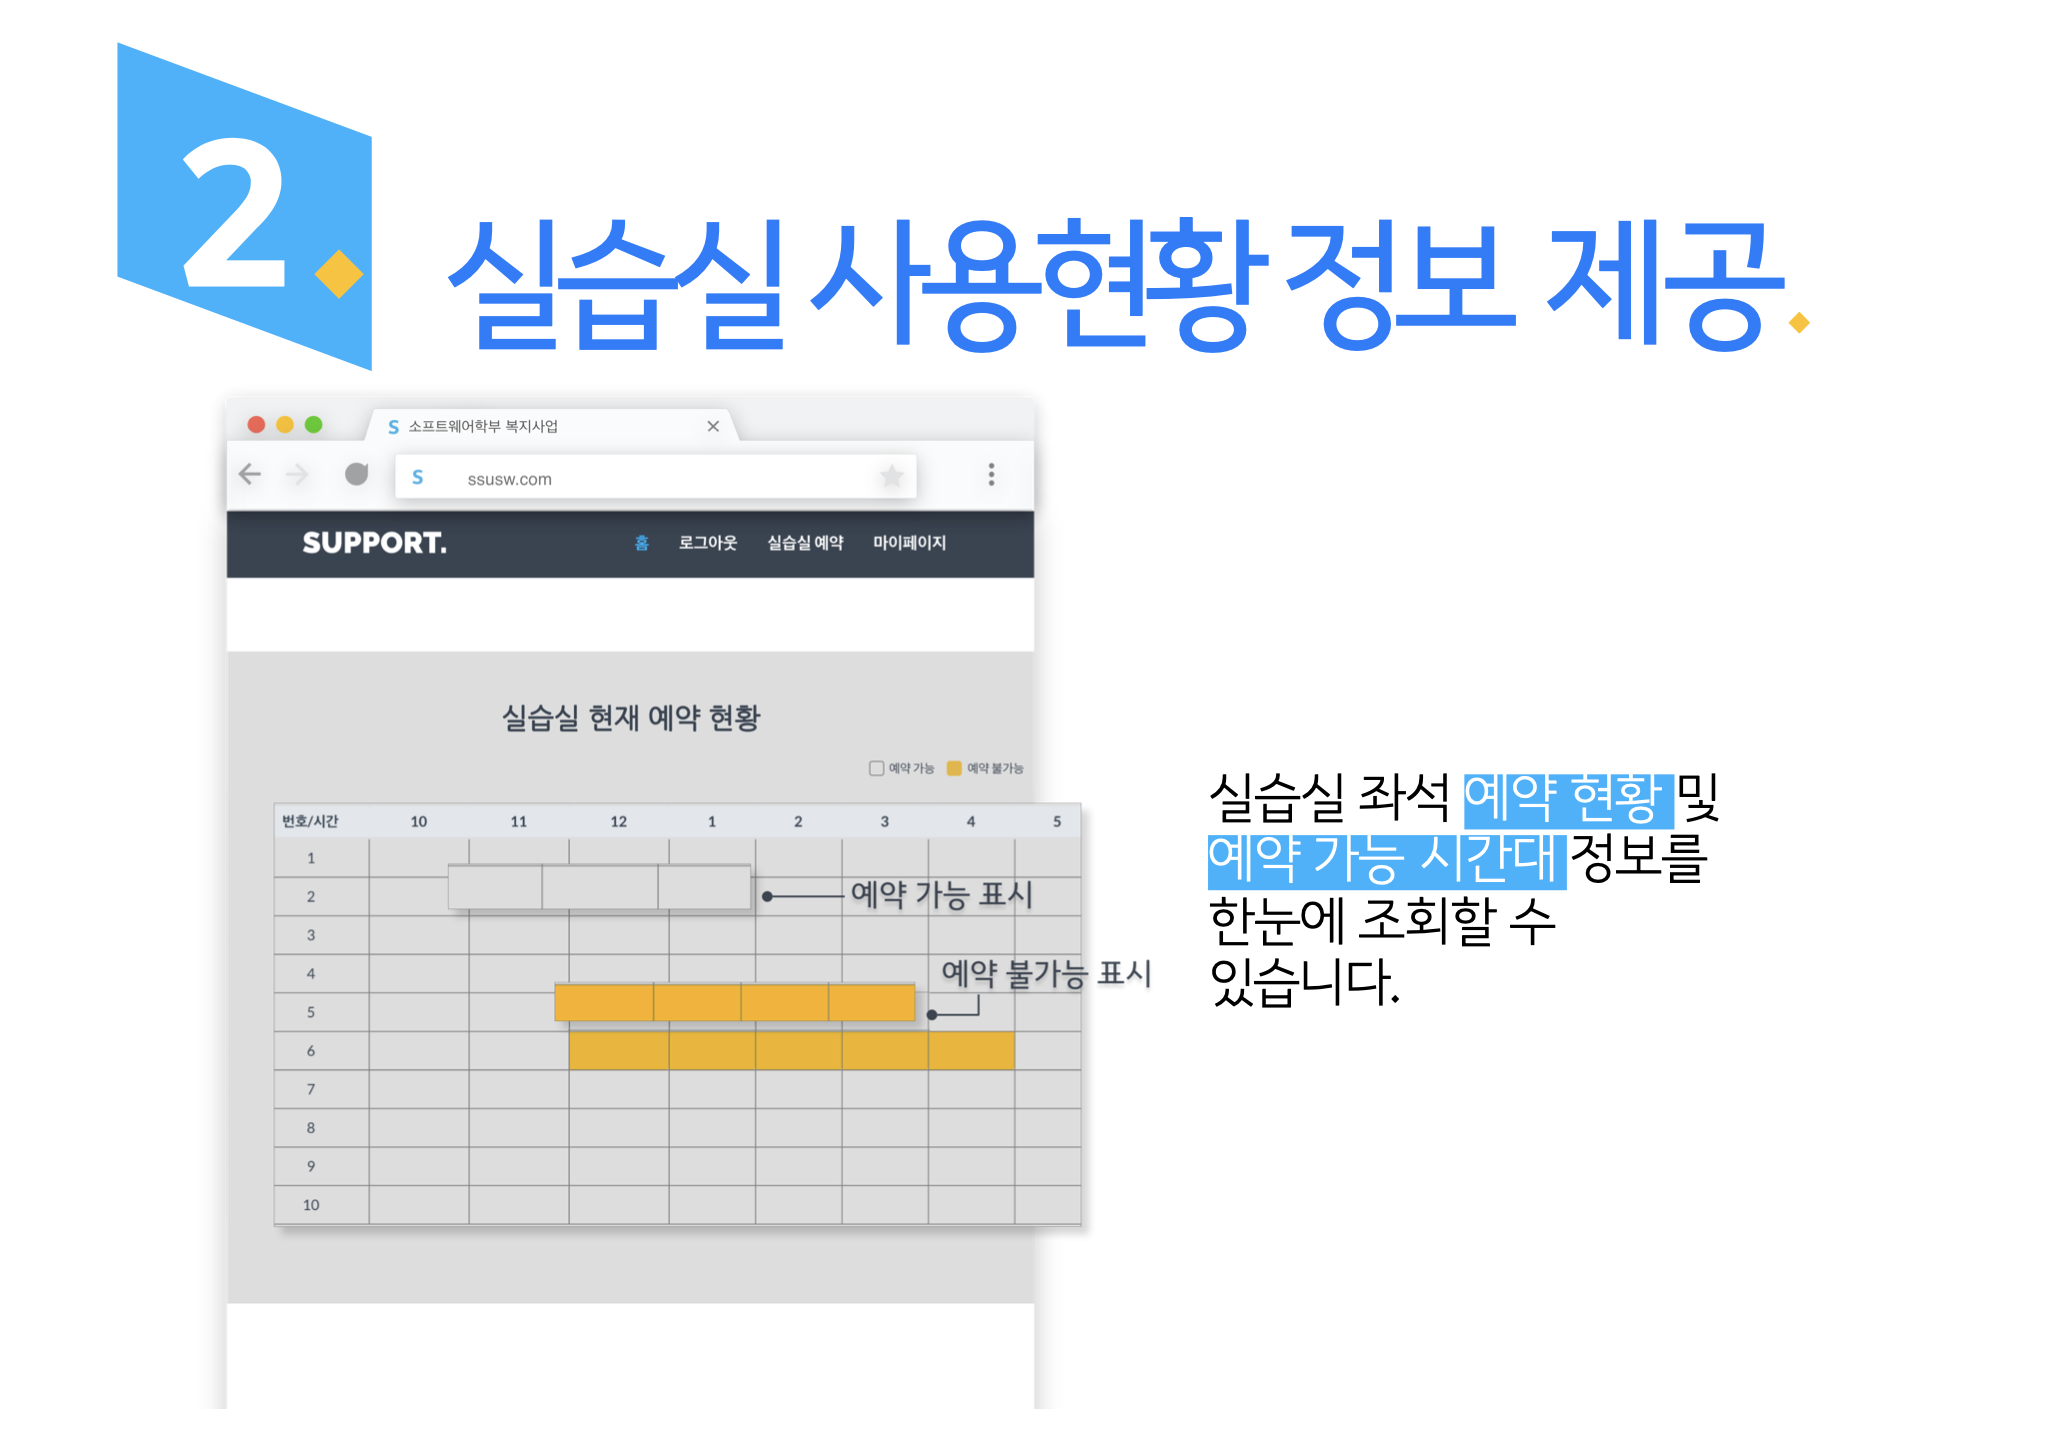 2
실습실 사용현황 정보 제공
S 소프트웨어학부 복지사업
S ssusw.com
SUPPORT. 홈 로그아웃 실습실 예약 마이페이지
실습실 현재 예약 현황
예약 가능 예약 불가능
번호/시간 10 11 12 1 2 3 4 5
1
2
예약 가능 표시
3
4
예약 불가능 표시
5
6
7
8
9
10
실습실 좌석 예약 현황 및
예약 가능 시간대 정보를
한눈에 조회할 수
있습니다.